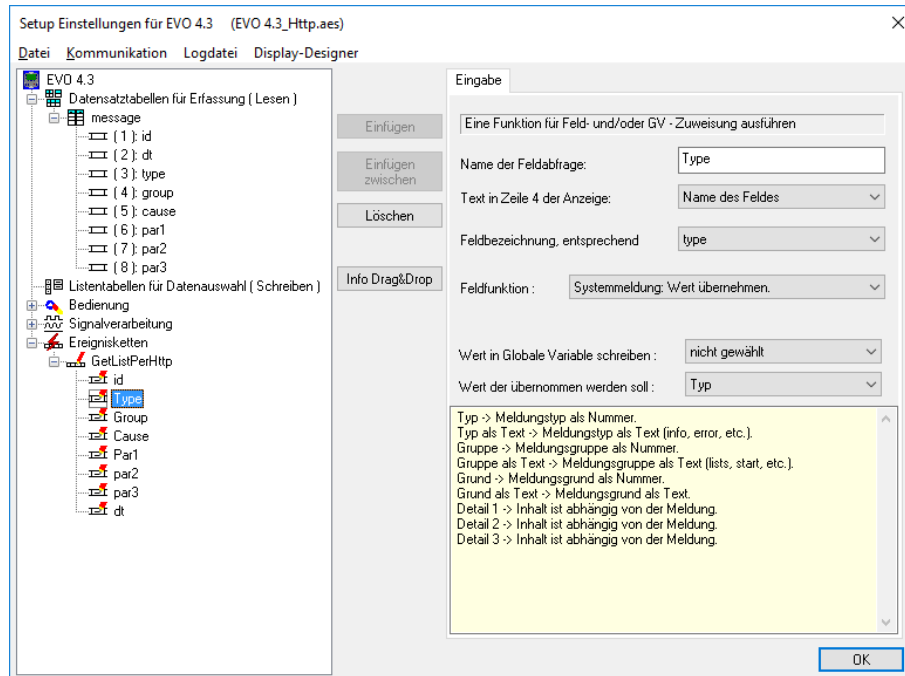 Setup Einstellungen für EVO 4.3 (EVO 4.3_Http.aes)
Datei Kommunikation Logdatei Display-Designer
EVO 4.3
Datensatztabellen für Erfassung ( Lesen )
message
( 1 ): id
( 2 ): dt
( 3 ): type
( 4 ): group
( 5 ): cause
( 6 ): par1
( 7 ): par2
( 8 ): par3
Listentabellen für Datenauswahl ( Schreiben )
Bedienung
Signalverarbeitung
Ereignisketten
GetListPerHttp
id
Type
Group
Cause
Par1
par2
par3
dt
Einfügen
Einfügen
zwischen
Löschen
Info Drag&Drop
Eingabe
Eine Funktion für Feld- und/oder GV - Zuweisung ausführen
Name der Feldabfrage: Type
Text in Zeile 4 der Anzeige: Name des Feldes
Feldbezeichnung, entsprechend type
Feldfunktion : Systemmeldung: Wert übernehmen.
Wert in Globale Variable schreiben : nicht gewählt
Wert der übernommen werden soll : Typ
Typ -> Meldungstyp als Nummer.
Typ als Text -> Meldungstyp als Text (info, error, etc.).
Gruppe -> Meldungsgruppe als Nummer.
Gruppe als Text -> Meldungsgruppe als Text (lists, start, etc.).
Grund -> Meldungsgrund als Nummer.
Grund als Text -> Meldungsgrund als Text.
Detail 1 -> Inhalt ist abhängig von der Meldung.
Detail 2 -> Inhalt ist abhängig von der Meldung.
Detail 3 -> Inhalt ist abhängig von der Meldung.
OK